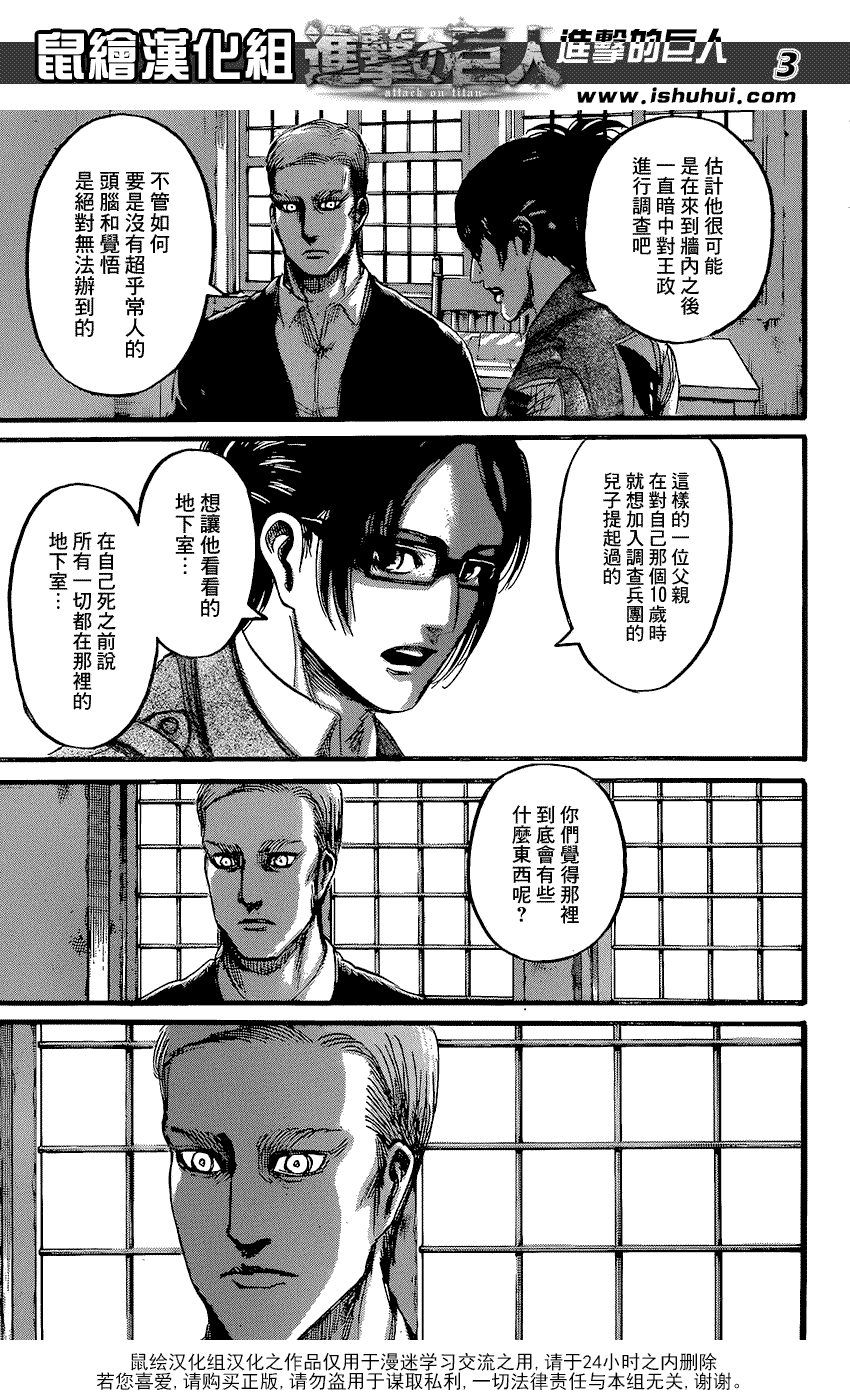 鼠繪漢化組
進撃の巨人
attack on titan
進擊的巨人
3
www.ishuhui.com
估計他很可能
是在來到牆內之後
一直暗中對王政
進行調查吧
不管如何
要是沒有超乎常人的
頭腦和覺悟
是絕對無法辦到的
這樣的一位父親
在對自己那個10歲時
就想加入調查兵團的
兒子提起過的
想讓他看看的
地下室…
在自己死之前說
所有一切都在那裡的
地下室…
你們覺得那裡
到底會有些
什麼東西呢?
鼠绘汉化组汉化之作品仅用于漫迷学习交流之用,请于24小时之内删除
若您喜爱,请购买正版,请勿盗用于谋取私利,一切法律责任与本组无关,谢谢。